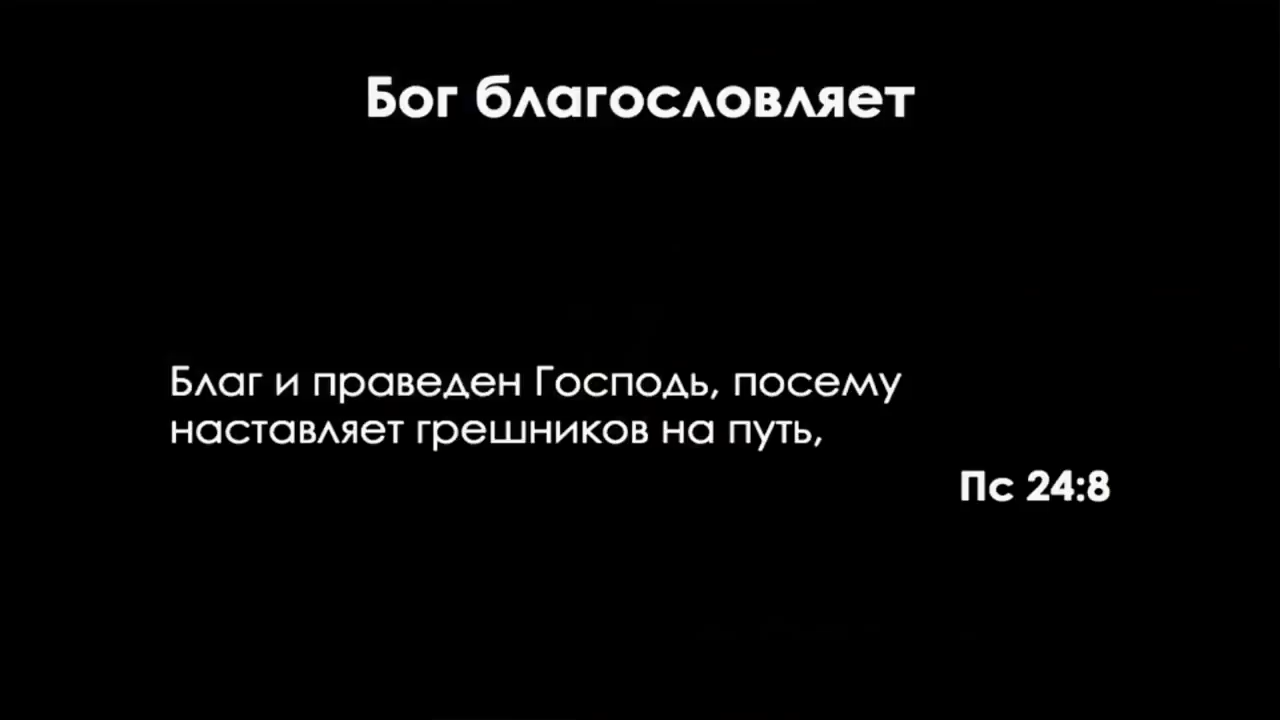 Бог благословляет
Благ и праведен Господь, посему
наставляет грешников на путь,
Пс 24:8